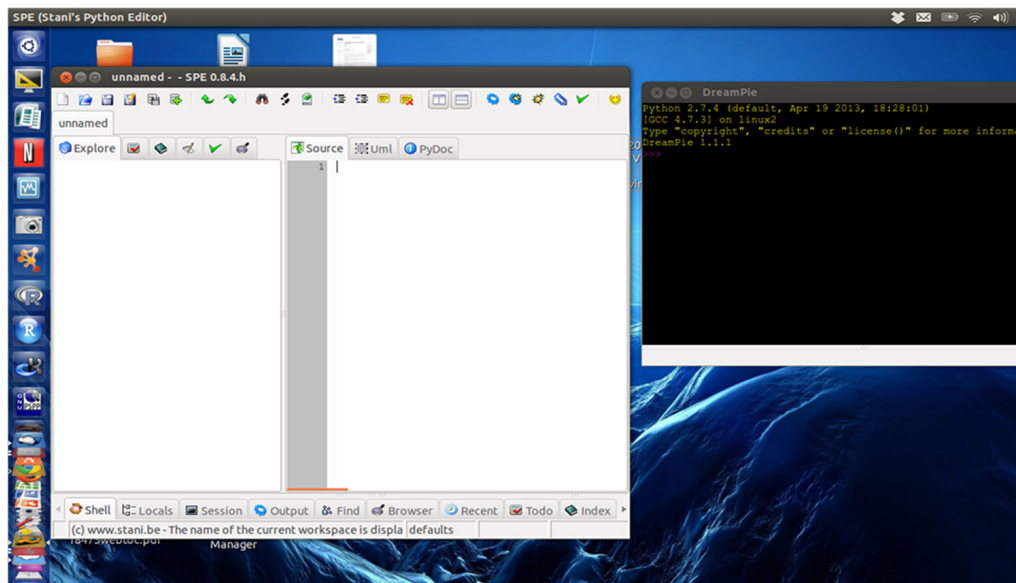 SPE (Stani's Python Editor)
unnamed - - SPE 0.8.4.h
unnamed
Explore
Source
Uml
PyDoc
1
Shell
Locals
Session
Output
Find
Browser
Recent
Todo
Index
(c) www.stani.be - The name of the current workspace is displa
defaults
DreamPie
Python 2.7.4 (default, Apr 19 2013, 18:28:01)
[GCC 4.7.3] on linux2
Type "copyright", "credits" or "license()" for more informa
DreamPie 1.1.1
>>>
N
R
R
PSPP
18475webtoc.pdf
Manager